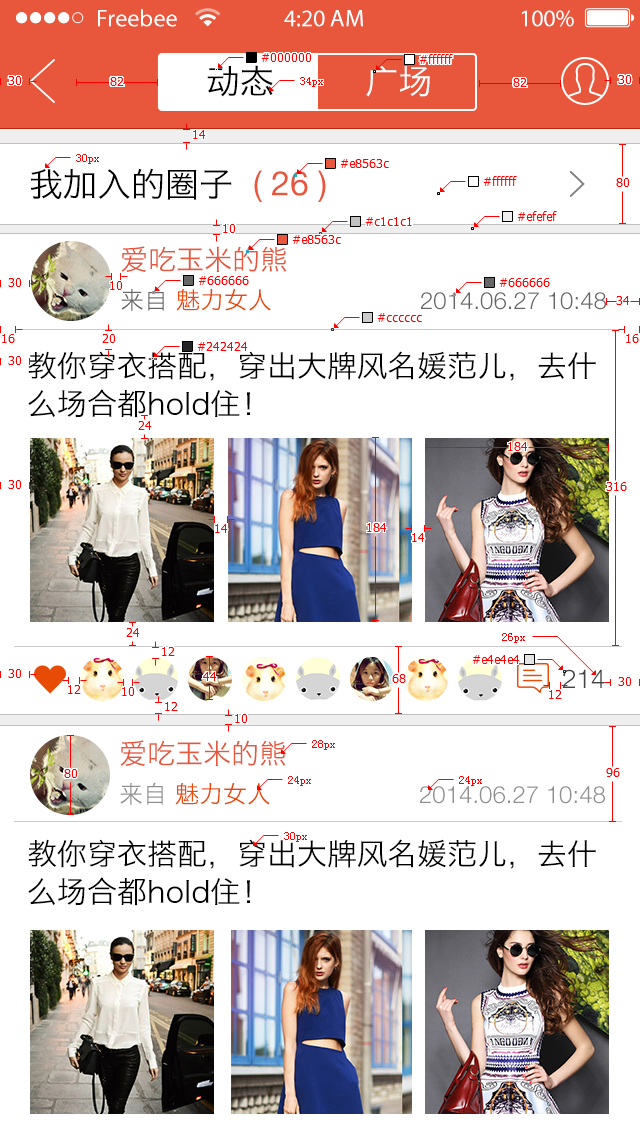 Freebee 4:20 AM 100%
#000000 #ffffff
30 82 动态 34px 广场 82 30
14
30px #e8563c
我加入的圈子 (26) #ffffff 80
#c1c1c1 #efefef
10 #e8563c
爱吃玉米的熊
30 10 #666666 #666666
来自 魅力女人 2014.06.27 10:48 34
#cccccc
16 20 16
#242424
30 教你穿衣搭配，穿出大牌风名媛范儿，去什
么场合都hold住！
24
184
30 316
14 184 14
24
26px
12 #e4e4e4
30 12 10 44 68 12 214 30
12
10
爱吃玉米的熊 28px
80 24px 24px 96
来自 魅力女人 2014.06.27 10:48
30px
教你穿衣搭配，穿出大牌风名媛范儿，去什
么场合都hold住！